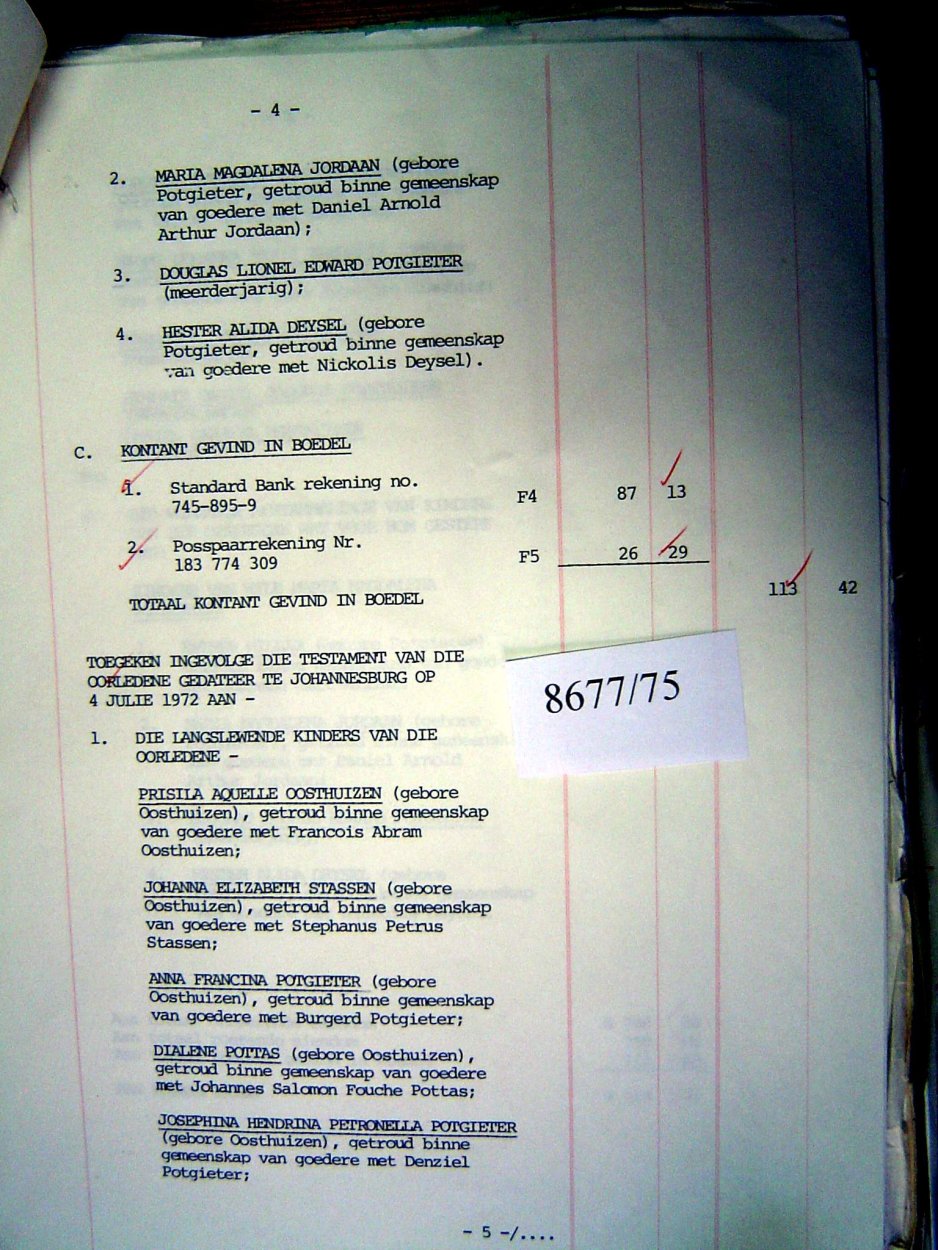 - 4 -
2. MARIA MAGDALENA JORDAAN (gebore
Potgieter, getroud binne gemeenskap
van goedere met Daniel Arnold
Arthur Jordaan);
3. DOUGLAS LIONEL EDWARD POTGIETER
(meerderjarig);
4. HESTER ALIDA DEYSEL (gebore
Potgieter, getroud binne gemeenskap
van goedere met Nickolis Deysel).
C. KONTANT GEVIND IN BOEDEL
1. Standard Bank rekening no.
745-895-9 F4 87 13
2. Posspaarrekening Nr.
183 774 309 F5 26 29
TOTAAL KONTANT GEVIND IN BOEDEL 113 42
TOEGEKEN INGEVOLGE DIE TESTAMENT VAN DIE
OORLEDENE GEDATEER TE JOHANNESBURG OP
4 JULIE 1972 AAN -
8677/75
1. DIE LANGSLEWENDE KINDERS VAN DIE
OORLEDENE -
PRISILA AQUELLE OOSTHUIZEN (gebore
Oosthuizen), getroud binne gemeenskap
van goedere met Francois Abram
Oosthuizen;
JOHANNA ELIZABETH STASSEN (gebore
Oosthuizen), getroud binne gemeenskap
van goedere met Stephanus Petrus
Stassen;
ANNA FRANCINA POTGIETER (gebore
Oosthuizen), getroud binne gemeenskap
van goedere met Burgerd Potgieter;
DIALENE POTTAS (gebore Oosthuizen),
getroud binne gemeenskap van goedere
met Johannes Salomon Fouche Pottas;
JOSEPHINA HENDRINA PETRONELLA POTGIETER
(gebore Oosthuizen), getroud binne
gemeenskap van goedere met Denziel
Potgieter;
- 5 -/....